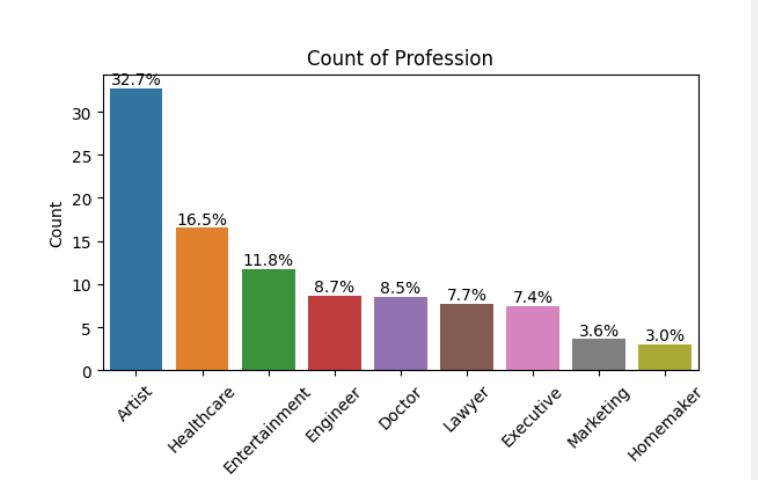 Count of Profession
32.7%
16.5%
11.8%
8.7%
8.5%
7.7%
7.4%
3.6%
3.0%
30
25
20
15
10
5
0
Count
Artist
Healthcare
Entertainment
Engineer
Doctor
Lawyer
Executive
Marketing
Homemaker